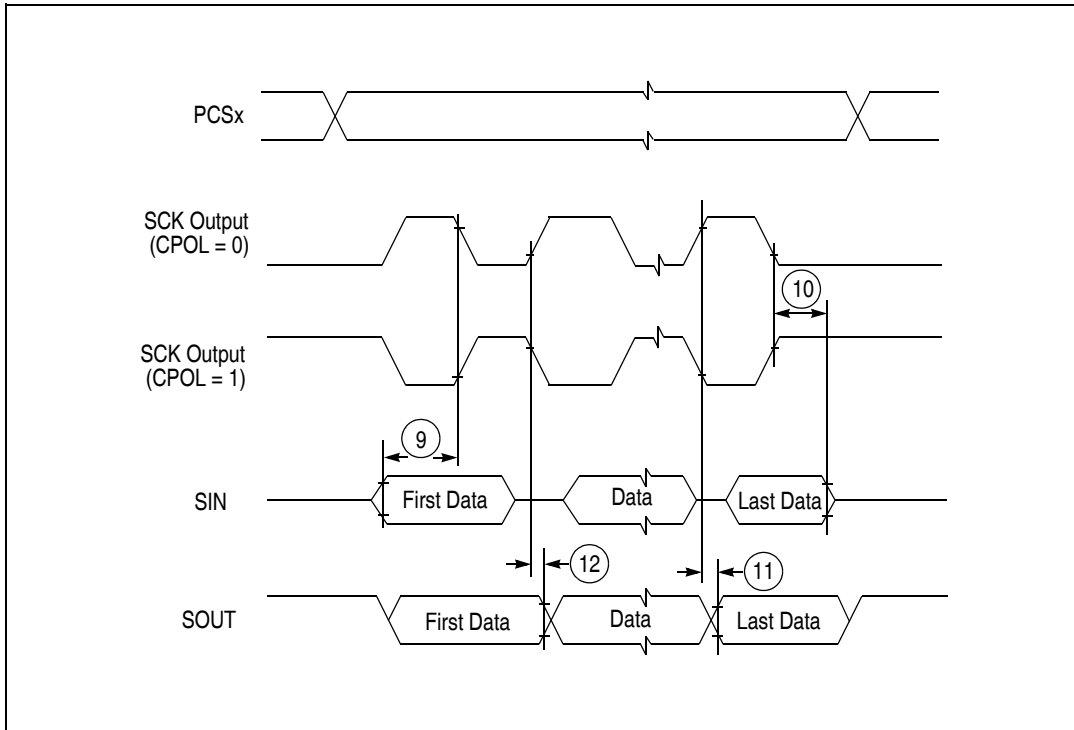 PCSx
SCK Output
(CPOL = 0)
10
SCK Output
(CPOL = 1)
9
SIN
First Data
Data
Last Data
12
11
SOUT
First Data
Data
Last Data